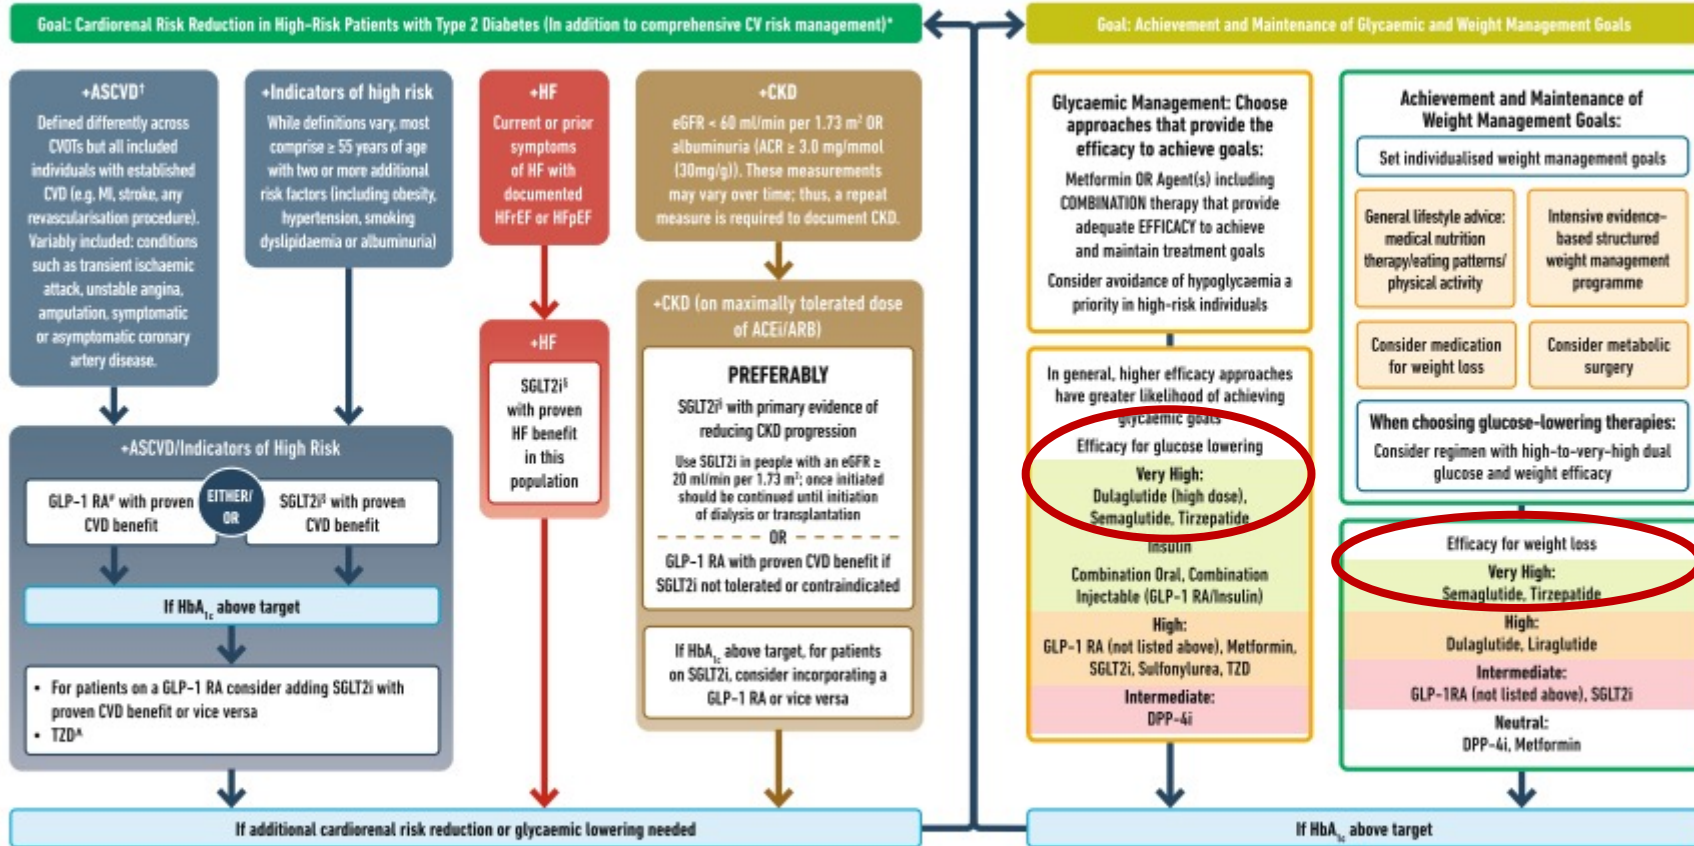 Goal: Cardiorenal Risk Reduction in High-Risk Patients with Type 2 Diabetes (In addition to comprehensive CV risk management)*
+ASCVD†
Defined differently across
CVOTs but all included
individuals with established
CVD (e.g. MI, stroke, any
revascularisation procedure).
Variably included: conditions
such as transient ischaemic
attack, unstable angina,
amputation, symptomatic
or asymptomatic coronary
artery disease.
+Indicators of high risk
While definitions vary, most
comprise ≥ 55 years of age
with two or more additional
risk factors (including obesity,
hypertension, smoking
dyslipidaemia or albuminuria)
+HF
Current or prior
symptoms
of HF with
documented
HFrEF or HFpEF
+CKD
eGFR < 60 ml/min per 1.73 m² OR
albuminuria (ACR ≥ 3.0 mg/mmol
(30mg/g)). These measurements
may vary over time; thus, a repeat
measure is required to document CKD.
+ASCVD/Indicators of High Risk
GLP-1 RA# with proven
CVD benefit
EITHER/
OR
SGLT2i§ with proven
CVD benefit
If HbA1c above target
• For patients on a GLP-1 RA consider adding SGLT2i with
proven CVD benefit or vice versa
• TZD^
+HF
SGLT2i§
with proven
HF benefit
in this
population
+CKD (on maximally tolerated dose
of ACEi/ARB)
PREFERABLY
SGLT2i§ with primary evidence of
reducing CKD progression
Use SGLT2i in people with an eGFR ≥
20 ml/min per 1.73 m²; once initiated
should be continued until initiation
of dialysis or transplantation
OR
GLP-1 RA with proven CVD benefit if
SGLT2i not tolerated or contraindicated
If HbA1c above target, for patients
on SGLT2i, consider incorporating a
GLP-1 RA or vice versa
If additional cardiorenal risk reduction or glycaemic lowering needed
Goal: Achievement and Maintenance of Glycaemic and Weight Management Goals
Glycaemic Management: Choose
approaches that provide the
efficacy to achieve goals:
Metformin OR Agent(s) including
COMBINATION therapy that provide
adequate EFFICACY to achieve
and maintain treatment goals
Consider avoidance of hypoglycaemia a
priority in high-risk individuals
In general, higher efficacy approaches
have greater likelihood of achieving
glycaemic goals
Efficacy for glucose lowering
Very High:
Dulaglutide (high dose),
Semaglutide, Tirzepatide
Insulin
Combination Oral, Combination
Injectable (GLP-1 RA/Insulin)
High:
GLP-1 RA (not listed above), Metformin,
SGLT2i, Sulfonylurea, TZD
Intermediate:
DPP-4i
Achievement and Maintenance of
Weight Management Goals:
Set individualised weight management goals
General lifestyle advice:
medical nutrition
therapy/eating patterns/
physical activity
Intensive evidence-
based structured
weight management
programme
Consider medication
for weight loss
Consider metabolic
surgery
When choosing glucose-lowering therapies:
Consider regimen with high-to-very-high dual
glucose and weight efficacy
Efficacy for weight loss
Very High:
Semaglutide, Tirzepatide
High:
Dulaglutide, Liraglutide
Intermediate:
GLP-1RA (not listed above), SGLT2i
Neutral:
DPP-4i, Metformin
If HbA1c above target